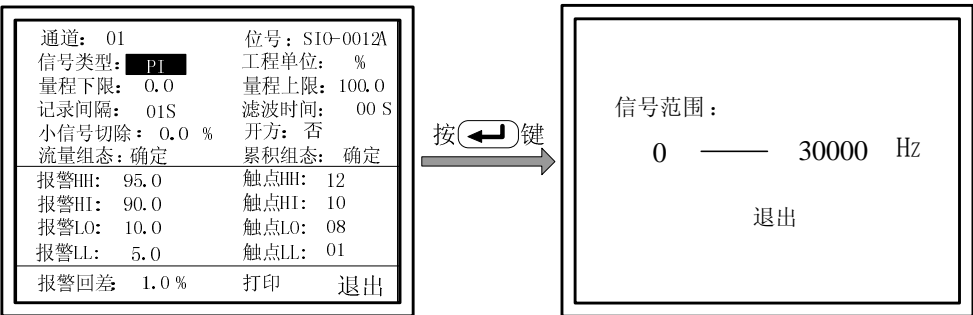 通道: 01 位号: SIO-0012A
信号类型: PI 工程单位: %
量程下限: 0.0 量程上限: 100.0
记录间隔: 01S 滤波时间: 00 S
小信号切除: 0.0 % 开方: 否
流量组态: 确定 累积组态: 确定
报警HH: 95.0 触点HH: 12
报警HI: 90.0 触点HI: 10
报警LO: 10.0 触点LO: 08
报警LL: 5.0 触点LL: 01
报警回差: 1.0 % 打印 退出
按 键
信号范围:
0 —— 30000 Hz
退出